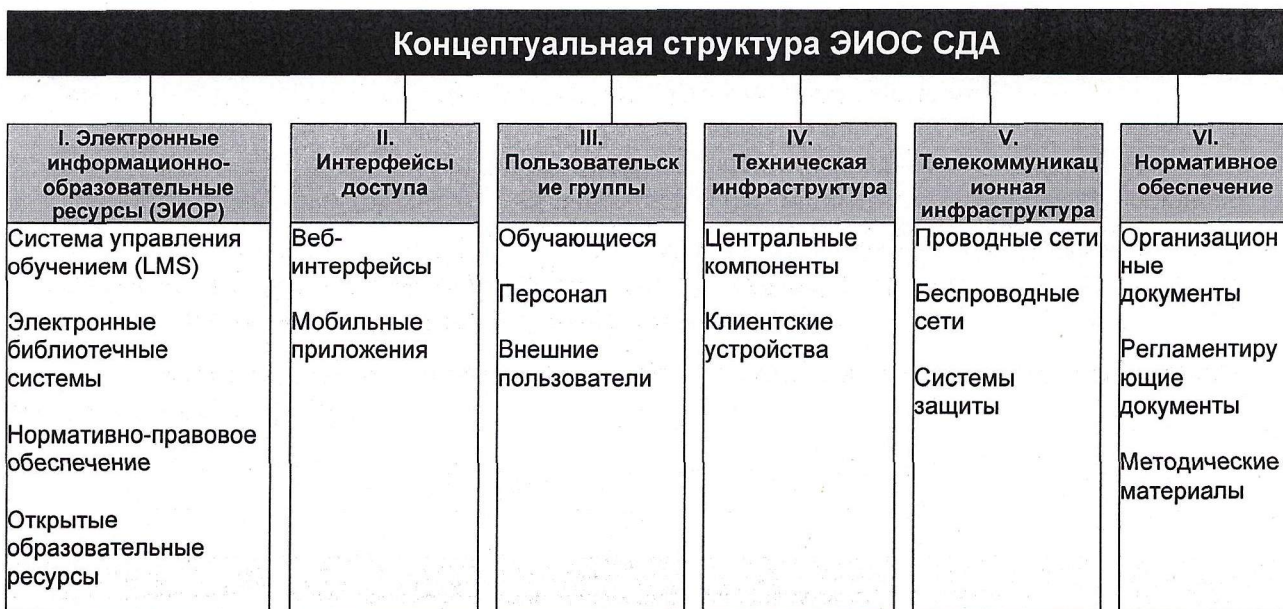 Концептуальная структура ЭИОС СДА
I. Электронные
информационно-
образовательные
ресурсы (ЭИОР)
Система управления
обучением (LMS)
Электронные
библиотечные
системы
Нормативно-правовое
обеспечение
Открытые
образовательные
ресурсы
II.
Интерфейсы
доступа
Веб-
интерфейсы
Мобильные
приложения
III.
Пользовательск
ие группы
Обучающиеся
Персонал
Внешние
пользователи
IV.
Техническая
инфраструктура
Центральные
компоненты
Клиентские
устройства
V.
Телекоммуникац
ионная
инфраструктура
Проводные сети
Беспроводные
сети
Системы
защиты
VI.
Нормативное
обеспечение
Организацион
ные
документы
Регламентиру
ющие
документы
Методические
материалы